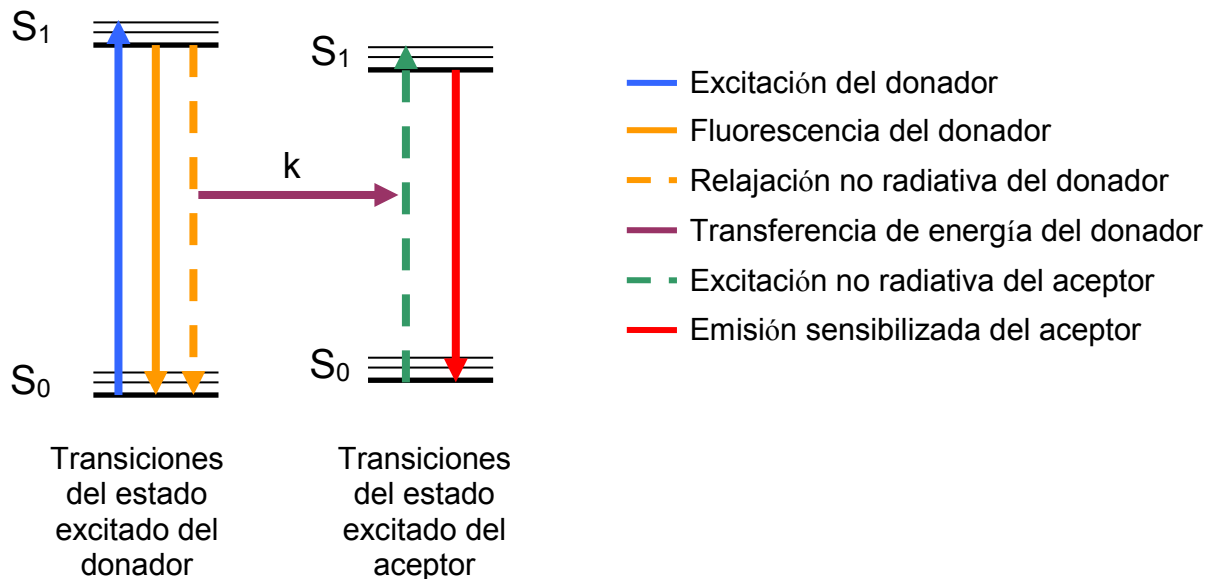 S1
S1
k
S0
S0
Transiciones
del estado
excitado del
donador
Transiciones
del estado
excitado del
aceptor
Excitación del donador
Fluorescencia del donador
Relajación no radiativa del donador
Transferencia de energía del donador
Excitación no radiativa del aceptor
Emisión sensibilizada del aceptor